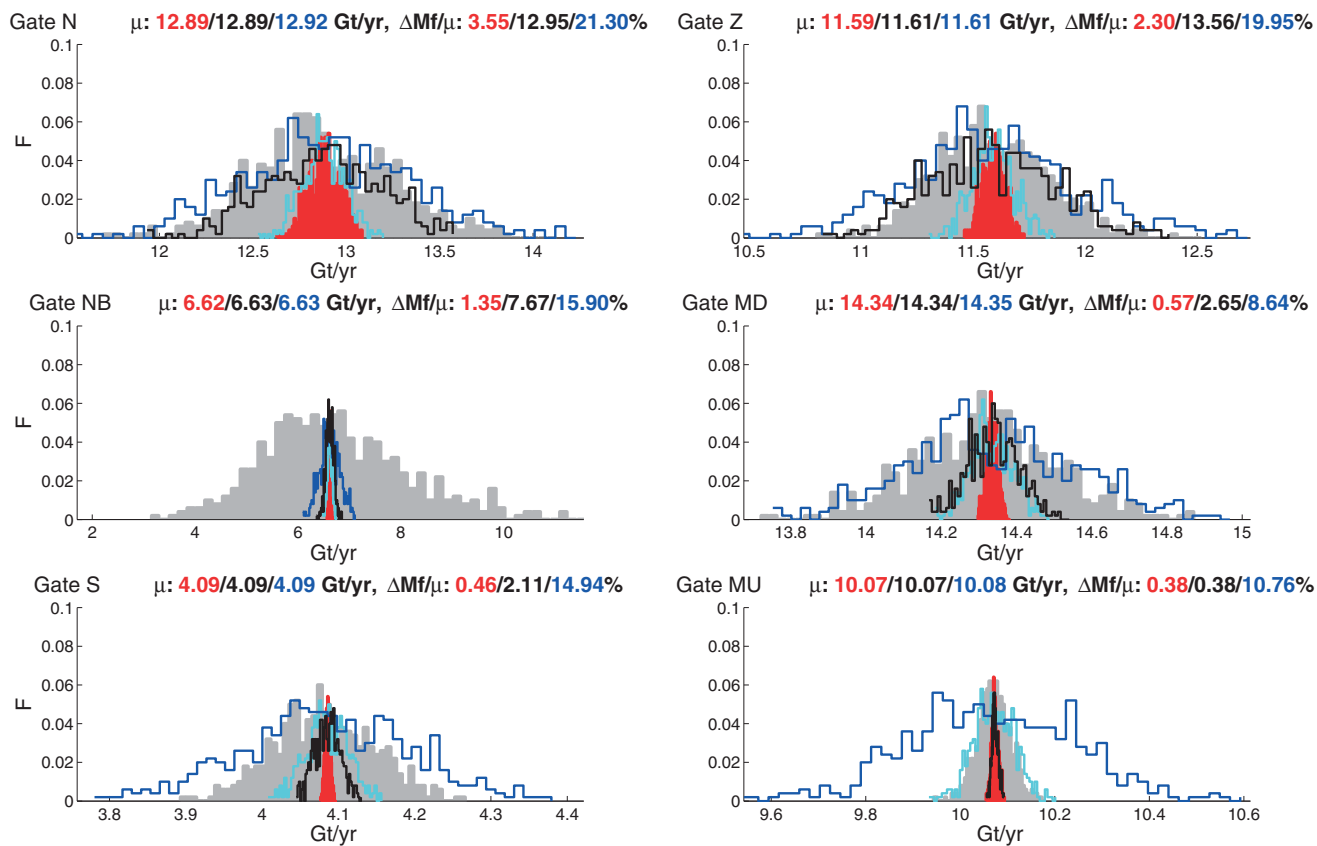 Gate N μ: 12.89/12.89/12.92 Gt/yr, ΔMf/μ: 3.55/12.95/21.30%
0.1
0.08
0.06
0.04
0.02
0
F
12 13 14
Gt/yr
Gate Z μ: 11.59/11.61/11.61 Gt/yr, ΔMf/μ: 2.30/13.56/19.95%
0.1
0.08
0.06
0.04
0.02
0
10.5 11 11.5 12 12.5
Gt/yr
Gate NB μ: 6.62/6.63/6.63 Gt/yr, ΔMf/μ: 1.35/7.67/15.90%
0.1
0.08
0.06
0.04
0.02
0
F
2 4 6 8 10
Gt/yr
Gate MD μ: 14.34/14.34/14.35 Gt/yr, ΔMf/μ: 0.57/2.65/8.64%
0.1
0.08
0.06
0.04
0.02
0
13.8 14 14.2 14.4 14.6 14.8 15
Gt/yr
Gate S μ: 4.09/4.09/4.09 Gt/yr, ΔMf/μ: 0.46/2.11/14.94%
0.1
0.08
0.06
0.04
0.02
0
F
3.8 3.9 4 4.1 4.2 4.3 4.4
Gt/yr
Gate MU μ: 10.07/10.07/10.08 Gt/yr, ΔMf/μ: 0.38/0.38/10.76%
0.1
0.08
0.06
0.04
0.02
0
9.6 9.8 10 10.2 10.4 10.6
Gt/yr